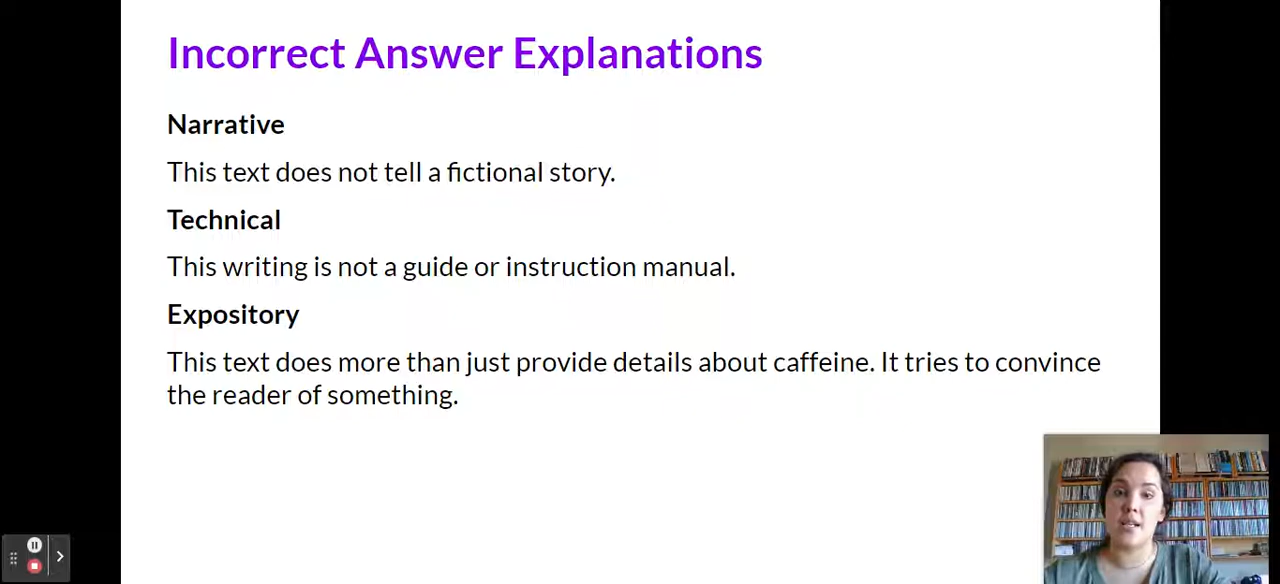 Incorrect Answer Explanations
Narrative
This text does not tell a fictional story.
Technical
This writing is not a guide or instruction manual.
Expository
This text does more than just provide details about caffeine. It tries to convince
the reader of something.